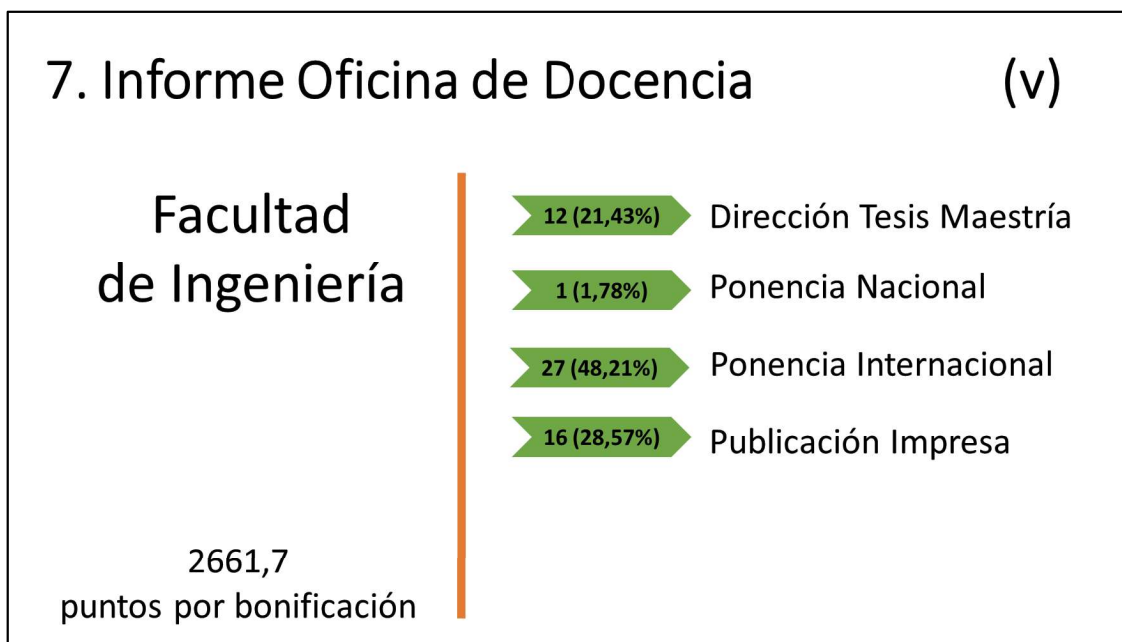 7. Informe Oficina de Docencia (v)
Facultad
de Ingeniería
12 (21,43%) Dirección Tesis Maestría
1 (1,78%) Ponencia Nacional
27 (48,21%) Ponencia Internacional
16 (28,57%) Publicación Impresa
2661,7
puntos por bonificación